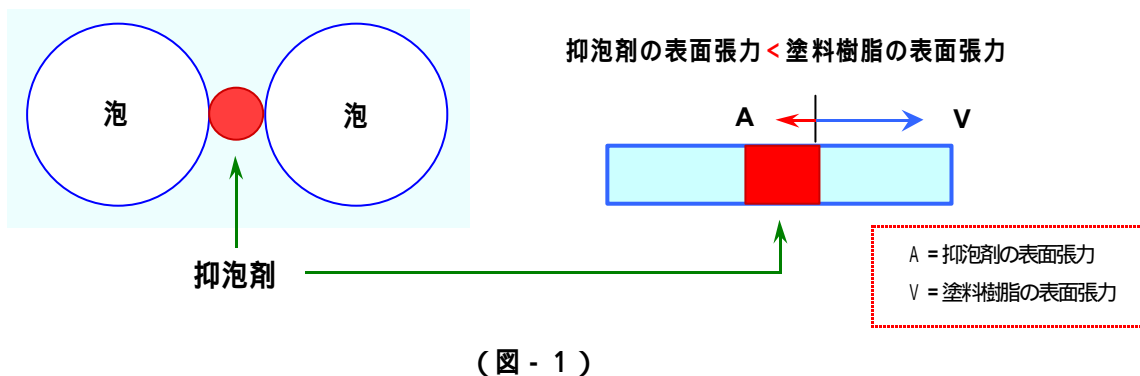 抑泡剤の表面張力<塗料樹脂の表面張力
泡
泡
A
V
抑泡剤
A =抑泡剤の表面張力
V =塗料樹脂の表面張力
(図 - 1)